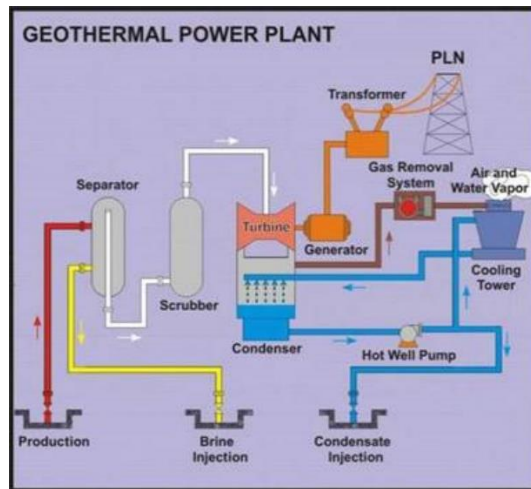 GEOTHERMAL POWER PLANT
PLN
Transformer
Gas Removal
System
Air and
Water Vapor
Separator
Turbine
Generator
Scrubber
Cooling
Tower
Condenser
Hot Well Pump
Production
Brine
Injection
Condensate
Injection